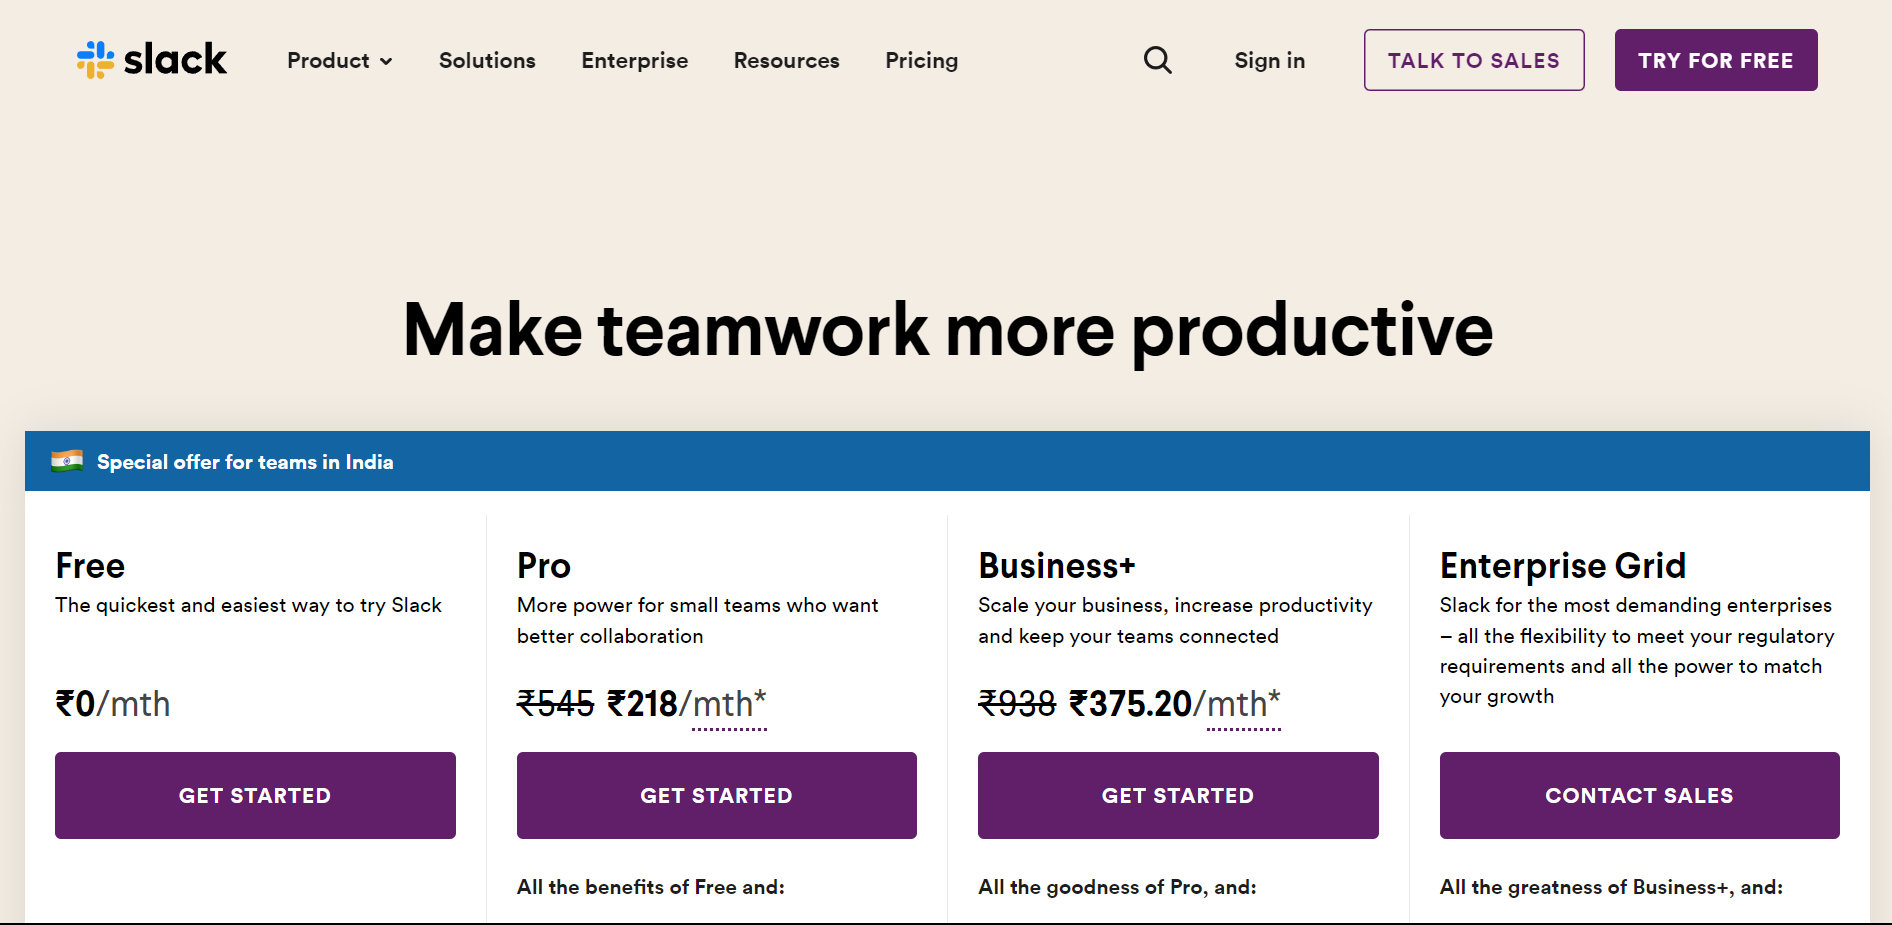 slack
Product
Solutions
Enterprise
Resources
Pricing
Sign in
TALK TO SALES
TRY FOR FREE
Make teamwork more productive
Special offer for teams in India
Free
The quickest and easiest way to try Slack
₹0/mth
GET STARTED
Pro
More power for small teams who want
better collaboration
₹545 ₹218/mth*
GET STARTED
All the benefits of Free and:
Business+
Scale your business, increase productivity
and keep your teams connected
₹938 ₹375.20/mth*
GET STARTED
All the goodness of Pro, and:
Enterprise Grid
Slack for the most demanding enterprises
– all the flexibility to meet your regulatory
requirements and all the power to match
your growth
CONTACT SALES
All the greatness of Business+, and: